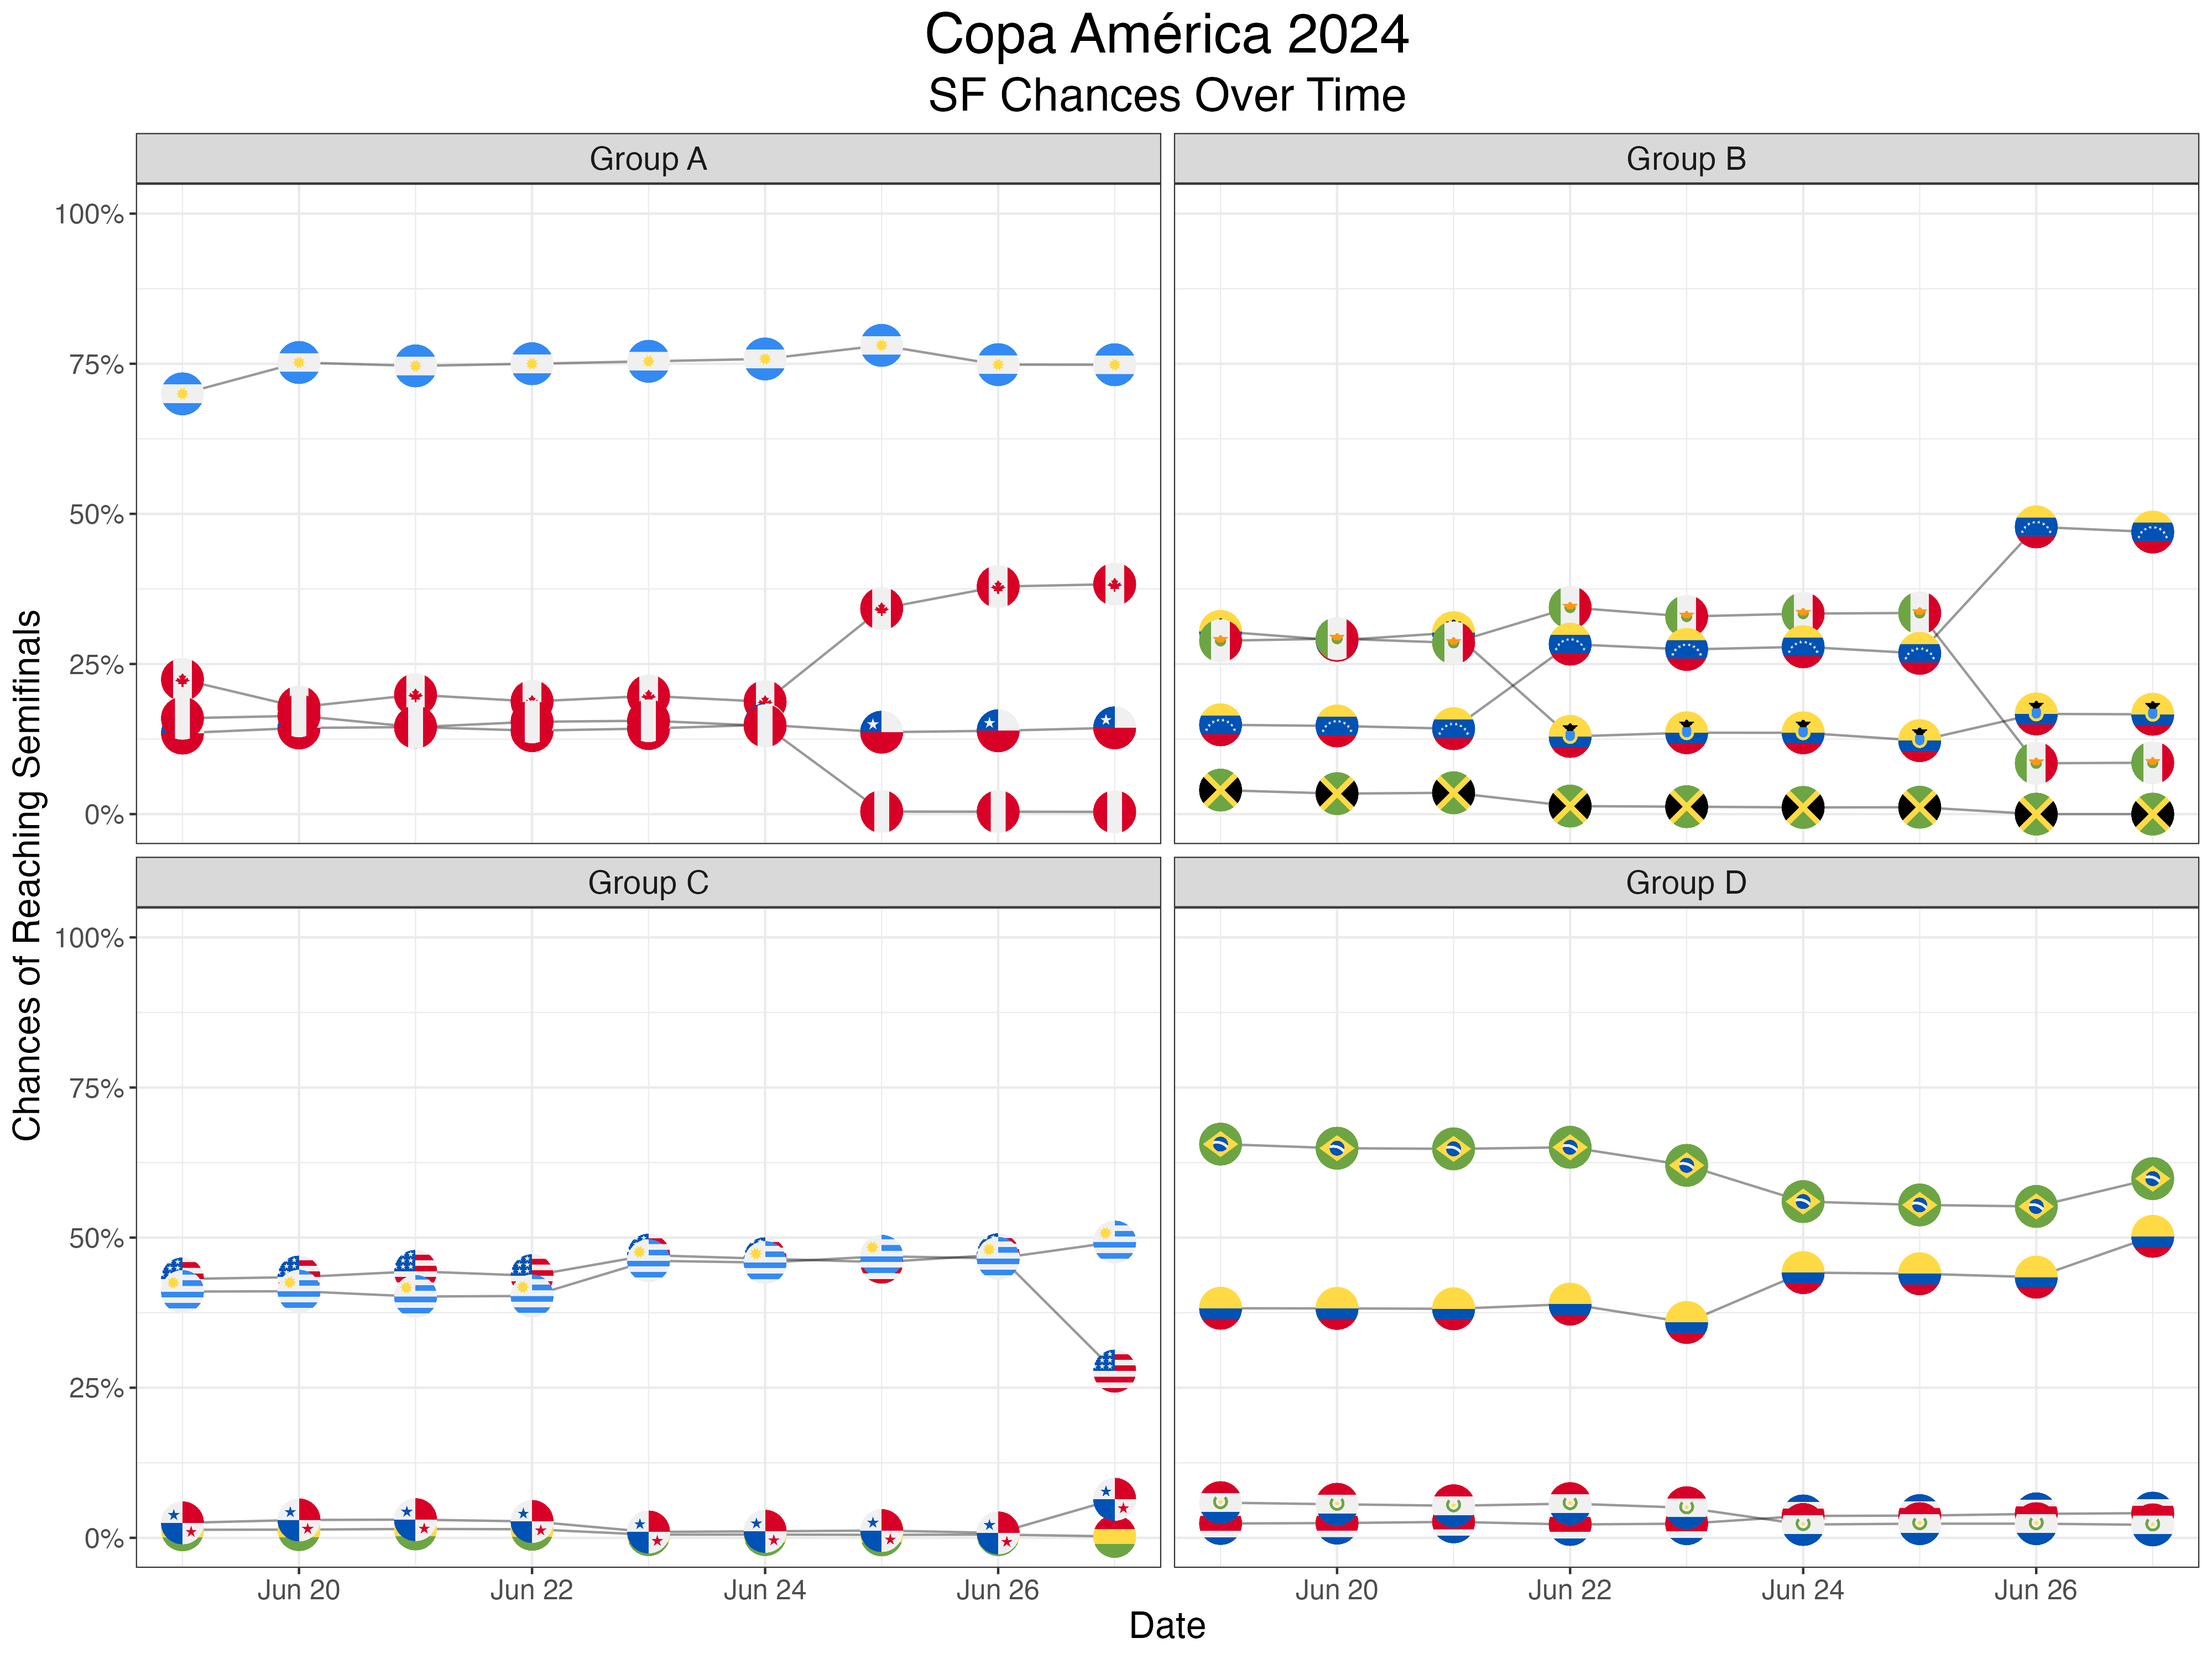 Copa América 2024
SF Chances Over Time
Group A
Group B
100%
75%
50%
25%
0%
Group C
Group D
100%
75%
50%
25%
0%
Jun 20
Jun 22
Jun 24
Jun 26
Jun 20
Jun 22
Jun 24
Jun 26
Date
Chances of Reaching Semifinals